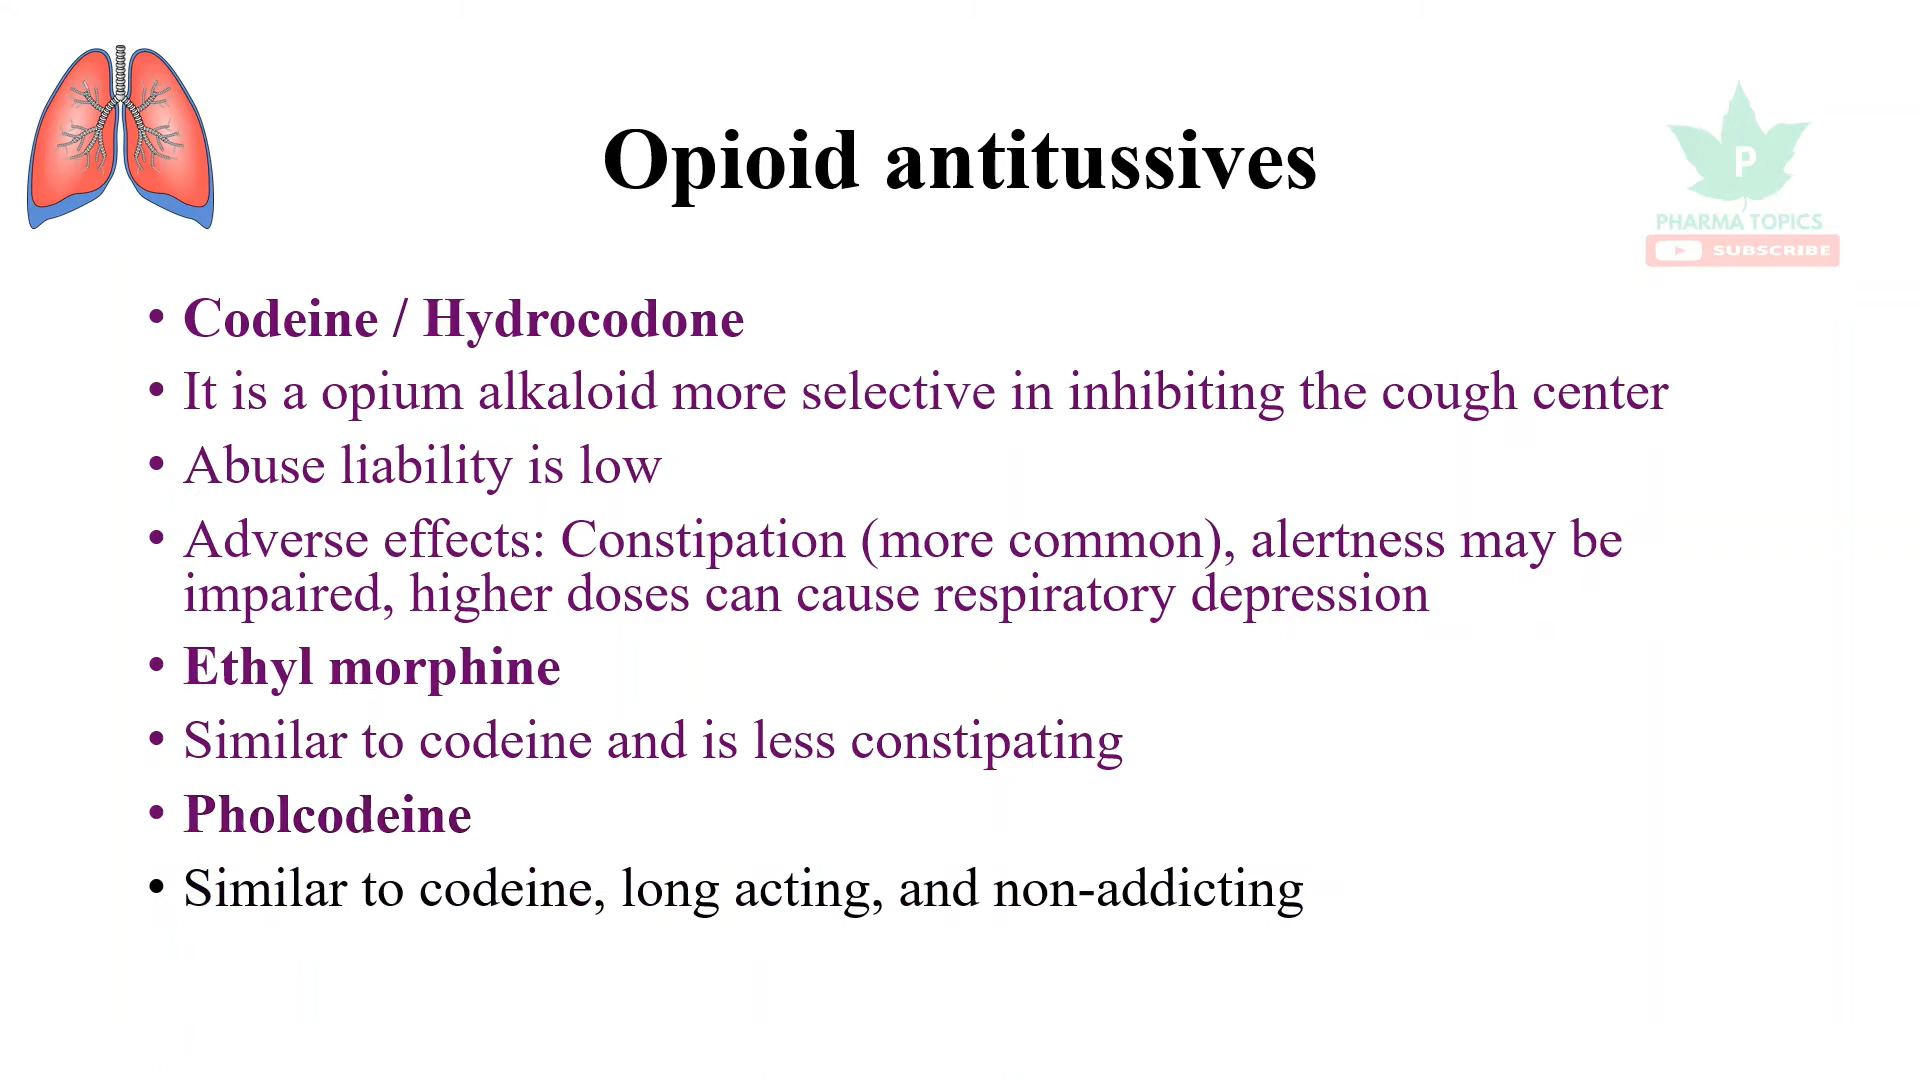 Opioid antitussives
P
PHARMA TOPICS
SUBSCRIBE
• Codeine / Hydrocodone
• It is a opium alkaloid more selective in inhibiting the cough center
• Abuse liability is low
• Adverse effects: Constipation (more common), alertness may be
impaired, higher doses can cause respiratory depression
• Ethyl morphine
• Similar to codeine and is less constipating
• Pholcodeine
• Similar to codeine, long acting, and non-addicting